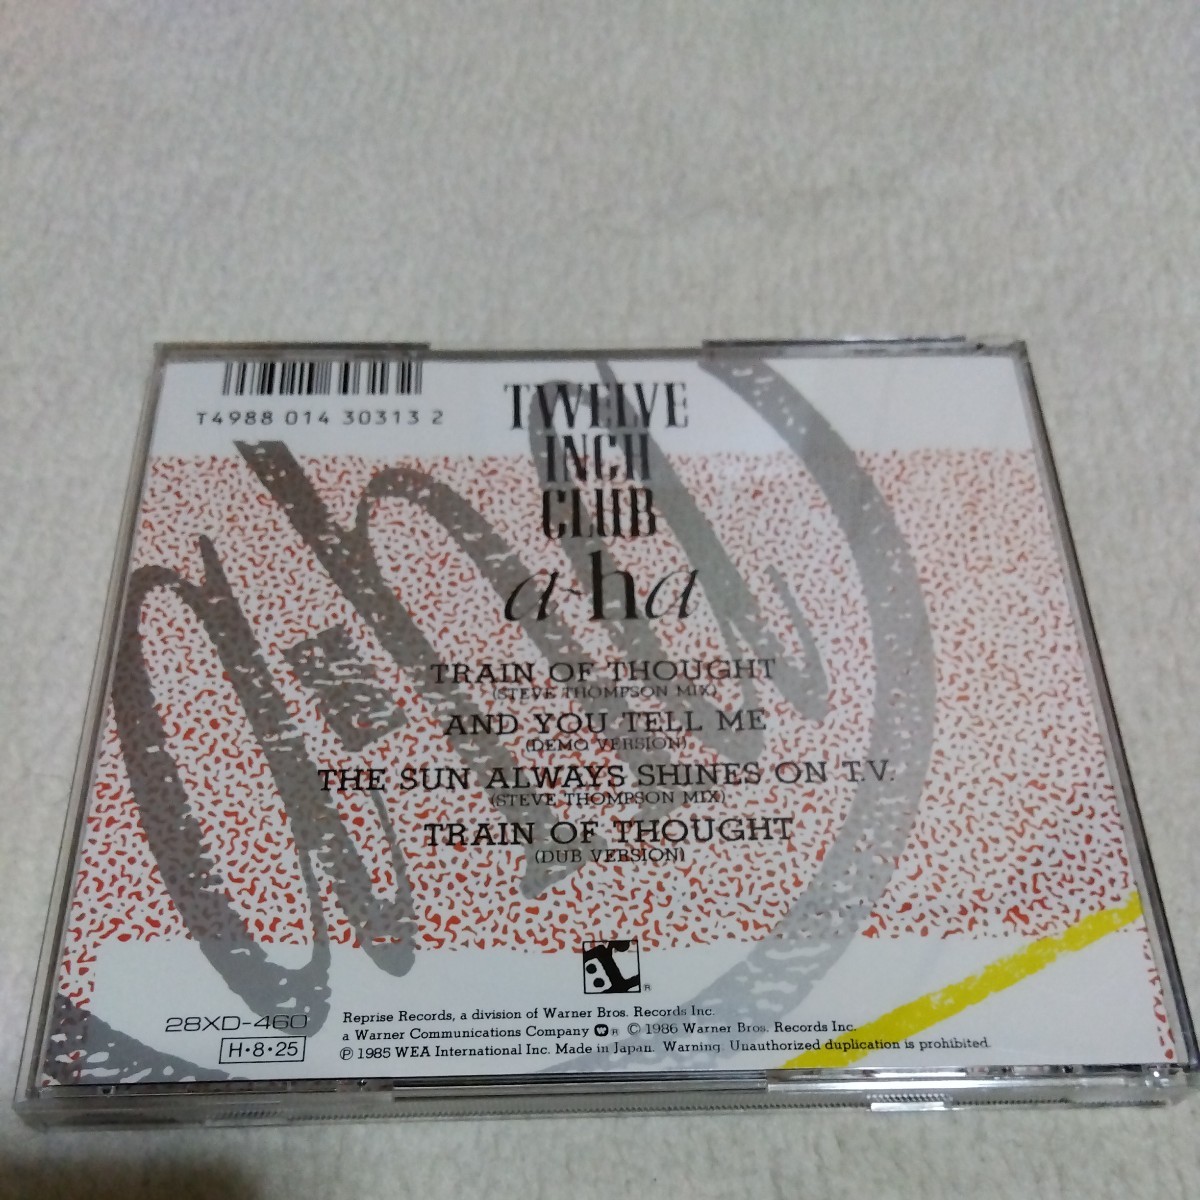 T4988 014 30313 2
TWELVE
INCH
CLUB
a-ha
TRAIN OF THOUGHT
(STEVE THOMPSON MIX)
AND YOU TELL ME
(DEMO VERSION)
THE SUN ALWAYS SHINES ON T.V.
(STEVE THOMPSON MIX)
TRAIN OF THOUGHT
(DUB VERSION)
28XD-460
H·8·25
Reprise Records, a division of Warner Bros. Records Inc.
a Warner Communications Company ® © 1986 Warner Bros. Records Inc.
℗ 1985 WEA International Inc. Made in Japan. Warning. Unauthorized duplication is prohibited.